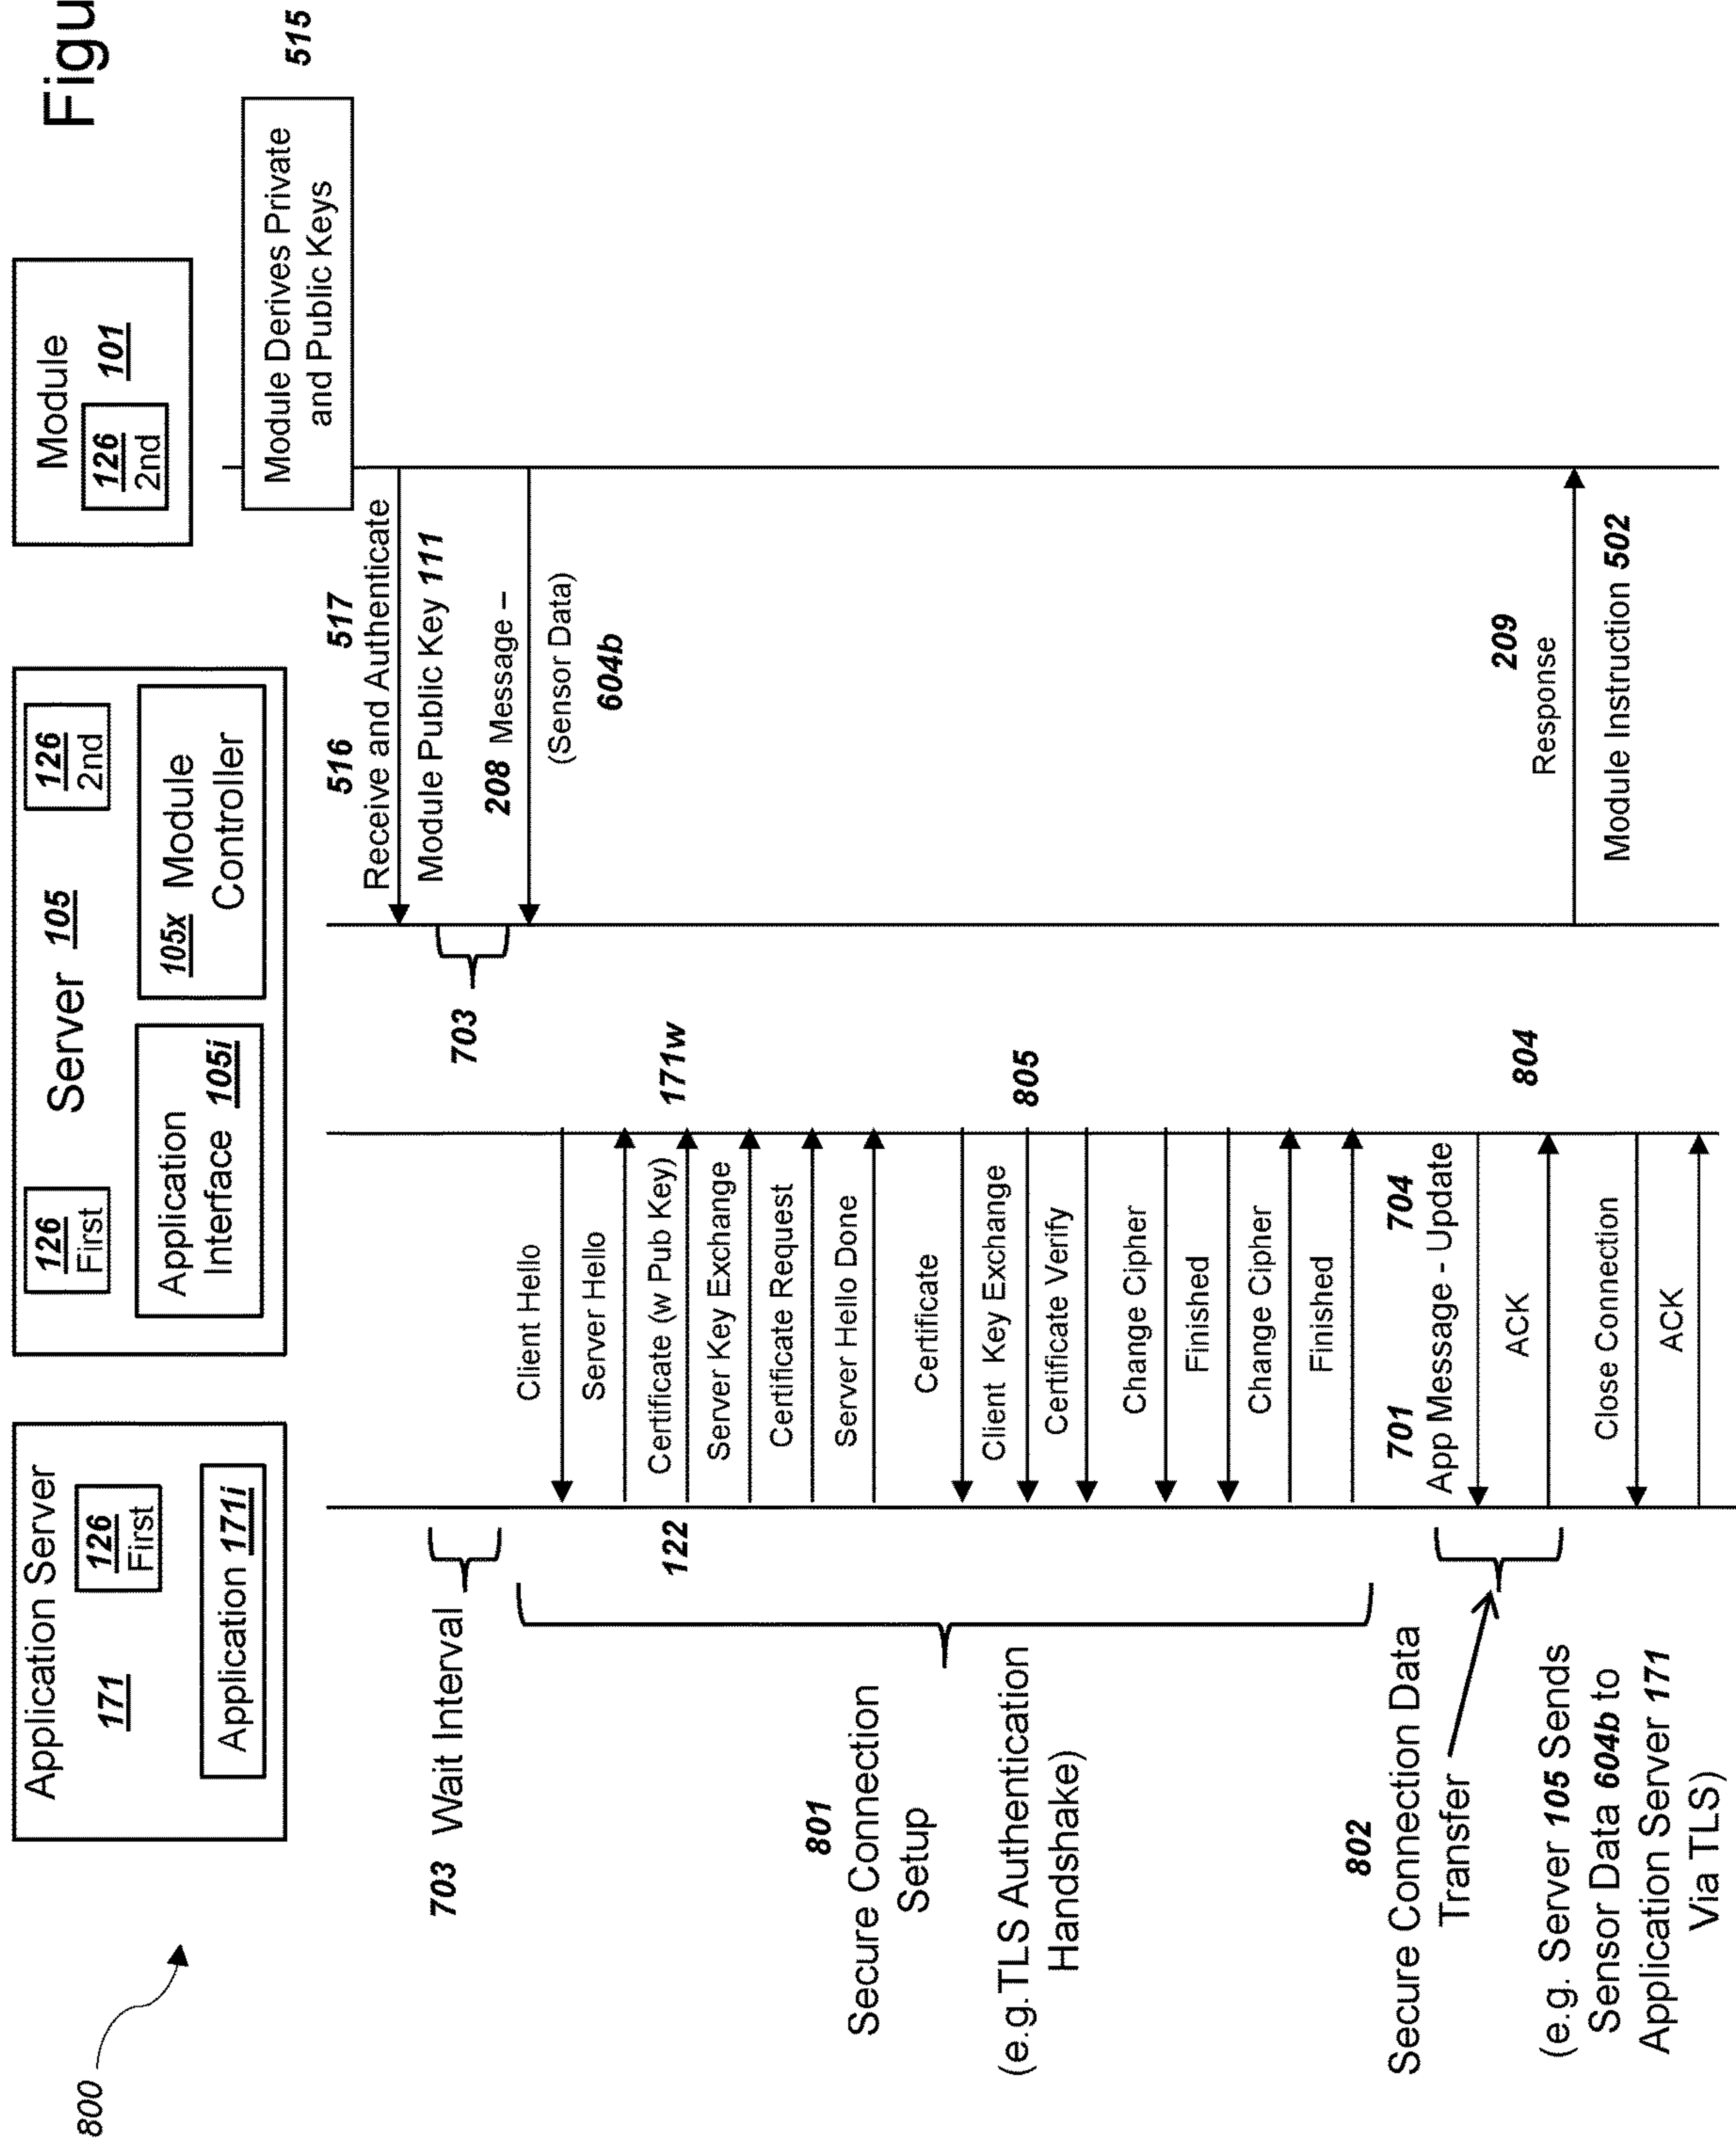 Figu
800
Application Server
171
126
First
Application 171i
126
First
Server 105
126
2nd
Application
Interface 105i
105x Module
Controller
Module
126
2nd
101
Module Derives Private
and Public Keys
515
516 517
Receive and Authenticate
Module Public Key 111
703 Wait Interval
703
208 Message –
(Sensor Data)
604b
Client Hello
Server Hello
122
Certificate (w Pub Key)
171w
Server Key Exchange
Certificate Request
Server Hello Done
801
Secure Connection
Setup
(e.g.TLS Authentication
Handshake)
Certificate
Client Key Exchange
805
Certificate Verify
Change Cipher
Finished
Change Cipher
Finished
802
Secure Connection Data
Transfer
(e.g. Server 105 Sends
Sensor Data 604b to
Application Server 171
Via TLS)
701 704
App Message - Update
ACK
804
Close Connection
ACK
209
Response
Module Instruction 502